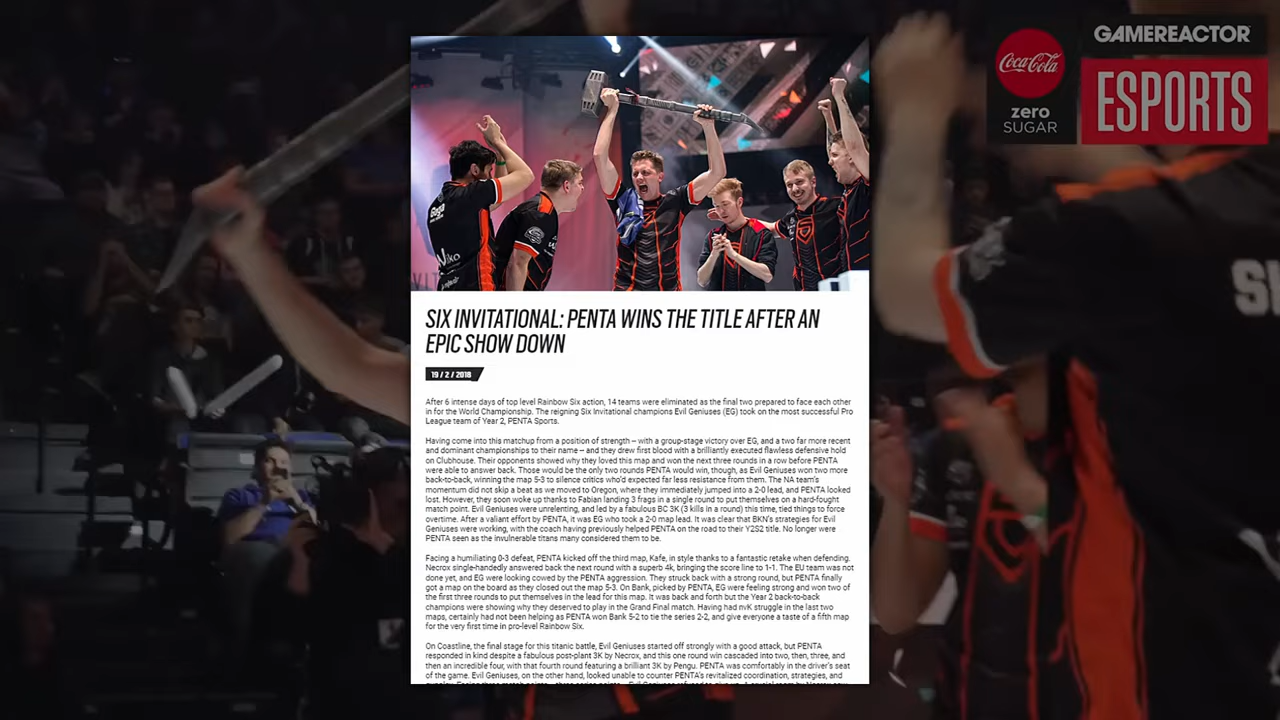 GAMEREACTOR
Coca-Cola
zero
SUGAR
ESPORTS
SIX INVITATIONAL: PENTA WINS THE TITLE AFTER AN
EPIC SHOW DOWN
19 / 2 / 2018
After 6 intense days of top level Rainbow Six action, 14 teams were eliminated as the final two prepared to face each other
in for the World Championship. The reigning Six Invitational champions Evil Geniuses (EG) took on the most successful Pro
League team of Year 2, PENTA Sports.
Having come into this matchup from a position of strength – with a group-stage victory over EG, and a two far more recent
and dominant championships to their name – and they drew first blood with a brilliantly executed flawless defensive hold
on Clubhouse. Their opponents showed why they loved this map and won the next three rounds in a row before PENTA
were able to answer back. Those would be the only two rounds PENTA would win, though, as Evil Geniuses won two more
back-to-back, winning the map 5-3 to silence critics who'd expected far less resistance from them. The NA team's
momentum did not skip a beat as we moved to Oregon, where they immediately jumped into a 2-0 lead, and PENTA looked
lost. However, they soon woke up thanks to Fabian landing 3 frags in a single round to put themselves on a hard-fought
match point. Evil Geniuses were unrelenting, and led by a fabulous BC 3K (3 kills in a round) this time, tied things to force
overtime. After a valiant effort by PENTA, it was EG who took a 2-0 map lead. It was clear that BKN's strategies for Evil
Geniuses were working, with the coach having previously helped PENTA on the road to their Y2S2 title. No longer were
PENTA seen as the invulnerable titans many considered them to be.
Facing a humiliating 0-3 defeat, PENTA kicked off the third map, Kafe, in style thanks to a fantastic retake when defending.
Necrox single-handedly answered back the next round with a superb 4k, bringing the score line to 1-1. The EU team was not
done yet, and EG were looking cowed by the PENTA aggression. They struck back with a strong round, but PENTA finally
got a map on the board as they closed out the map 5-3. On Bank, picked by PENTA, EG were feeling strong and won two of
the first three rounds to put themselves in the lead for this map. It was back and forth but the Year 2 back-to-back
champions were showing why they deserved to play in the Grand Final match. Having had nvK struggle in the last two
maps, certainly had not been helping as PENTA won Bank 5-2 to tie the series 2-2, and give everyone a taste of a fifth map
for the very first time in pro-level Rainbow Six.
On Coastline, the final stage for this titanic battle, Evil Geniuses started off strongly with a good attack, but PENTA
responded in kind despite a fabulous post-plant 3K by Necrox, and this one round win cascaded into two, then, three, and
then an incredible four, with that fourth round featuring a brilliant 3K by Pengu. PENTA was comfortably in the driver's seat
of the game. Evil Geniuses, on the other hand, looked unable to counter PENTA's revitalized coordination, strategies, and